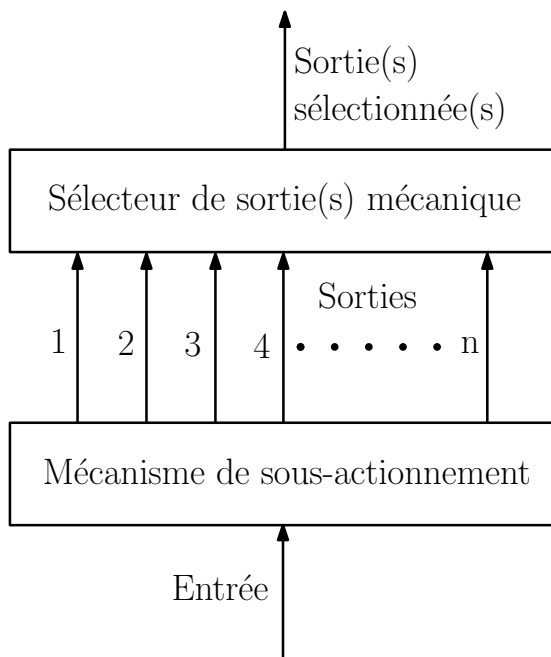 Sortie(s)
sélectionnée(s)
Sélecteur de sortie(s) mécanique
Sorties
1 2 3 4 n
Mécanisme de sous-actionnement
Entrée